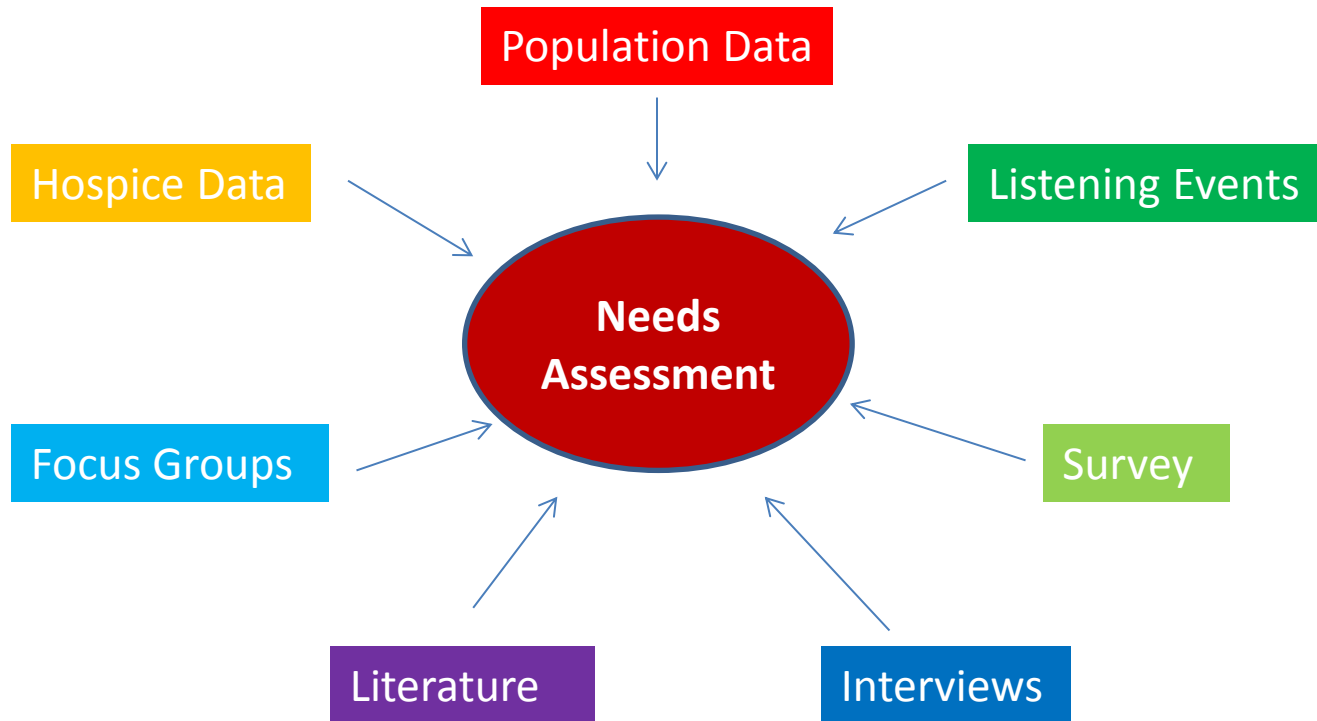 Population Data
Hospice Data
Listening Events
Needs
Assessment
Focus Groups
Survey
Literature
Interviews